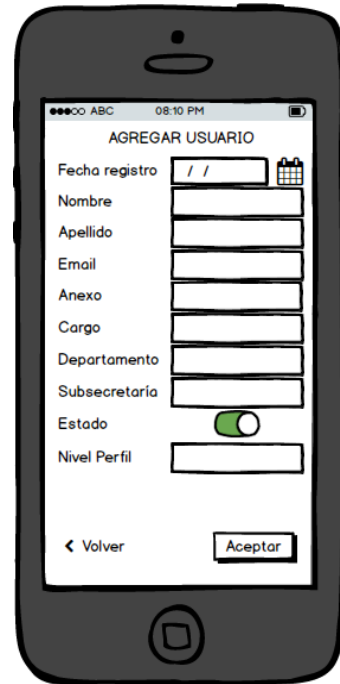 ABC 08:10 PM
AGREGAR USUARIO
Fecha registro / /
Nombre
Apellido
Email
Anexo
Cargo
Departamento
Subsecretaría
Estado
Nivel Perfil
Volver Aceptar